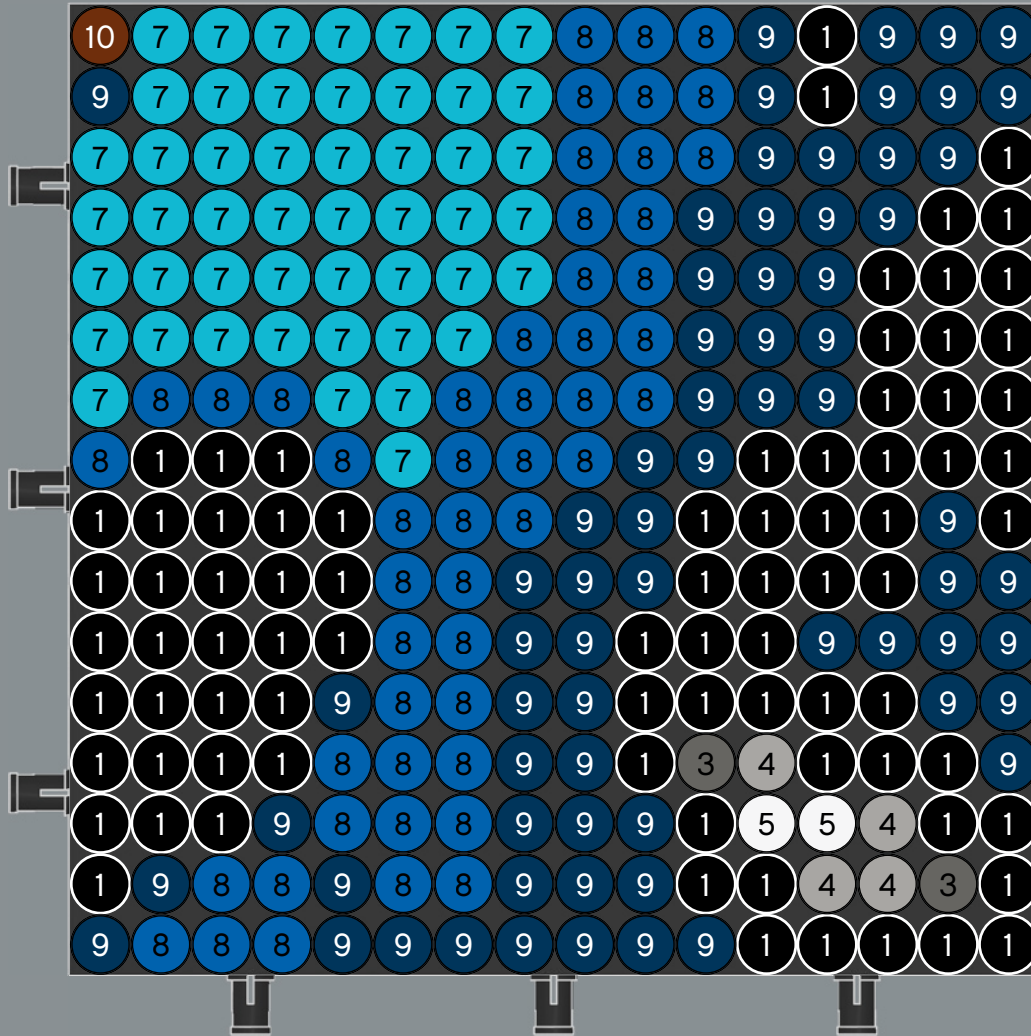 10 7 7 7 7 7 7 7 8 8 8 9 1 9 9 9
9 7 7 7 7 7 7 7 8 8 8 9 1 9 9 9
7 7 7 7 7 7 7 7 8 8 8 9 9 9 9 1
7 7 7 7 7 7 7 7 8 8 9 9 9 9 1 1
7 7 7 7 7 7 7 7 8 8 9 9 9 1 1 1
7 7 7 7 7 7 7 8 8 8 9 9 9 1 1 1
7 8 8 8 7 7 8 8 8 8 9 9 9 1 1 1
8 1 1 1 8 7 8 8 8 9 9 1 1 1 1 1
1 1 1 1 1 8 8 8 9 9 1 1 1 1 9 1
1 1 1 1 1 8 8 9 9 9 1 1 1 1 9 9
1 1 1 1 1 8 8 9 9 1 1 1 9 9 9 9
1 1 1 1 9 8 8 9 9 1 1 1 1 1 9 9
1 1 1 1 8 8 8 9 9 1 3 4 1 1 1 9
1 1 1 9 8 8 8 9 9 9 1 5 5 4 1 1
1 9 8 8 9 8 8 9 9 9 1 1 4 4 3 1
9 8 8 8 9 9 9 9 9 9 9 1 1 1 1 1